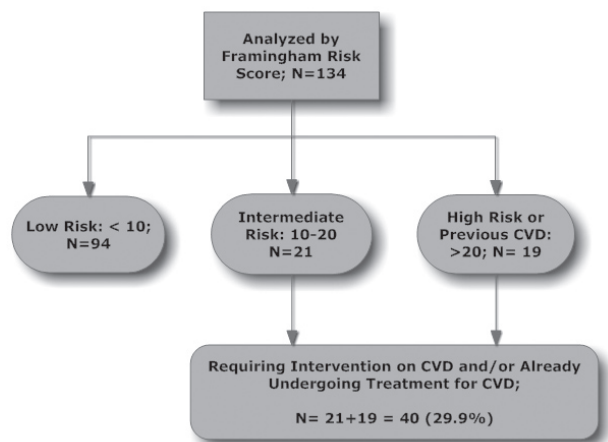 Analyzed by
Framingham Risk
Score; N=134
Low Risk: < 10;
N=94
Intermediate
Risk: 10-20
N=21
High Risk or
Previous CVD:
>20; N= 19
Requiring Intervention on CVD and/or Already
Undergoing Treatment for CVD;
N= 21+19 = 40 (29.9%)